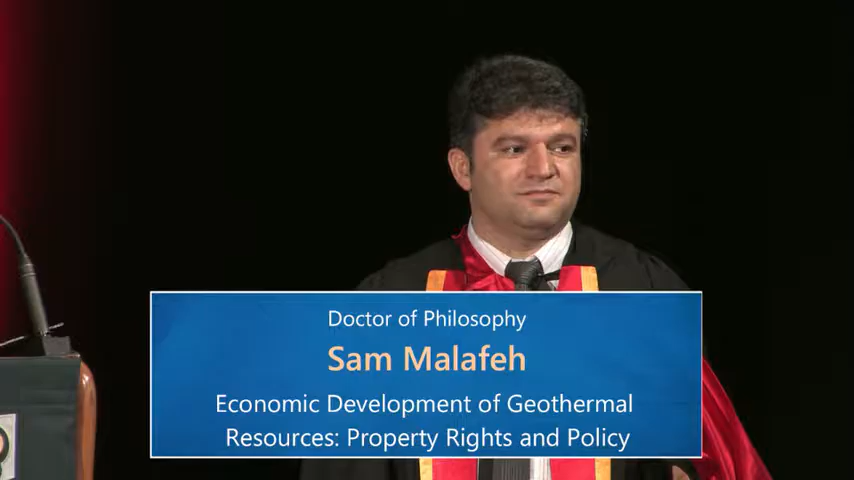 Doctor of Philosophy
Sam Malafeh
Economic Development of Geothermal
Resources: Property Rights and Policy